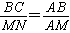 BC/MN = AB/AM